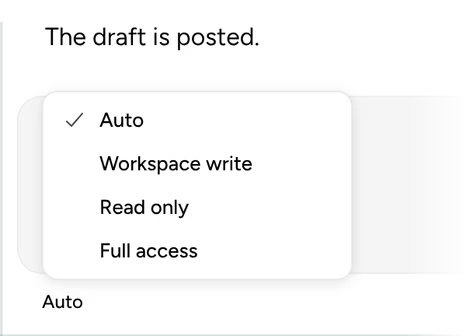 The draft is posted.
Auto
Workspace write
Read only
Full access
Auto